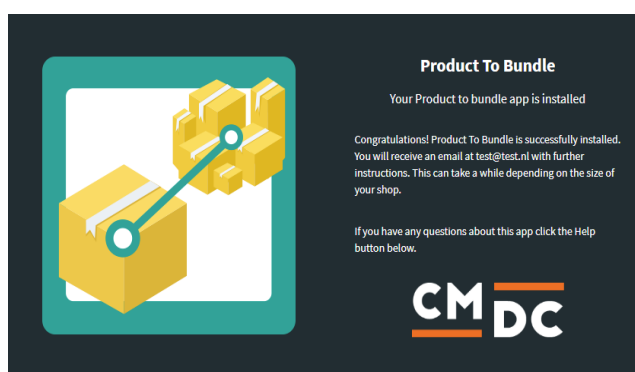 Product To Bundle
Your Product to bundle app is installed
Congratulations! Product To Bundle is successfully installed.
You will receive an email at test@test.nl with further
instructions. This can take a while depending on the size of
your shop.
If you have any questions about this app click the Help
button below.
CM
DC